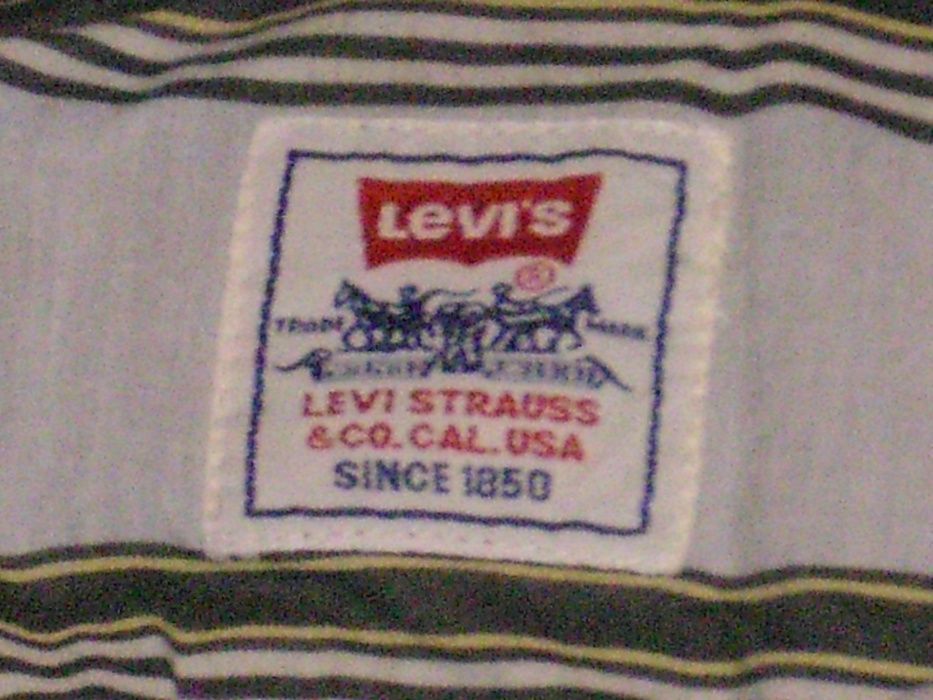 LEVI'S
®
TRADE MARK
LEVI STRAUSS
& CO. CAL. USA
SINCE 1850